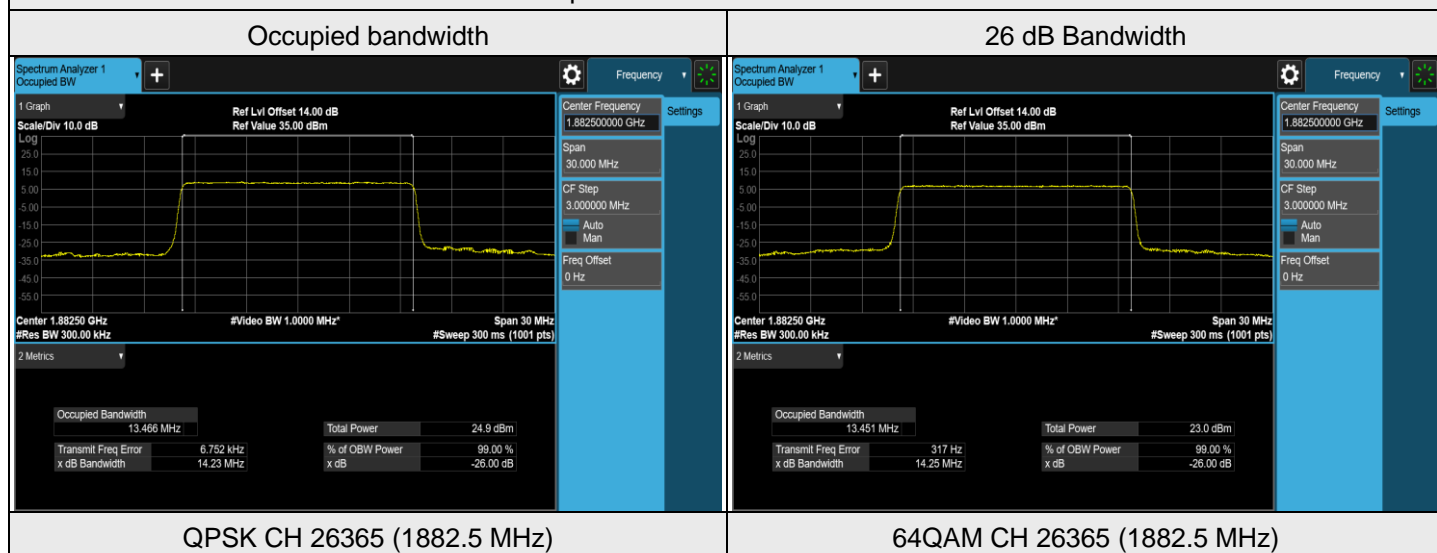 Occupied bandwidth
26 dB Bandwidth
Spectrum Analyzer 1
Occupied BW
+
Frequency
1 Graph
Ref Lvl Offset 14.00 dB
Scale/Div 10.0 dB
Ref Value 35.00 dBm
Log
25.0
15.0
5.00
-5.00
-15.0
-25.0
-35.0
-45.0
-55.0
Center 1.88250 GHz
#Video BW 1.0000 MHz*
Span 30 MHz
#Res BW 300.00 kHz
#Sweep 300 ms (1001 pts)
Center Frequency
1.882500000 GHz
Settings
Span
30.000 MHz
CF Step
3.000000 MHz
Auto
Man
Freq Offset
0 Hz
2 Metrics
Occupied Bandwidth
13.466 MHz
Total Power 24.9 dBm
Transmit Freq Error 6.752 kHz
% of OBW Power 99.00 %
x dB Bandwidth 14.23 MHz
x dB -26.00 dB
Spectrum Analyzer 1
Occupied BW
+
Frequency
1 Graph
Ref Lvl Offset 14.00 dB
Scale/Div 10.0 dB
Ref Value 35.00 dBm
Log
25.0
15.0
5.00
-5.00
-15.0
-25.0
-35.0
-45.0
-55.0
Center 1.88250 GHz
#Video BW 1.0000 MHz*
Span 30 MHz
#Res BW 300.00 kHz
#Sweep 300 ms (1001 pts)
Center Frequency
1.882500000 GHz
Settings
Span
30.000 MHz
CF Step
3.000000 MHz
Auto
Man
Freq Offset
0 Hz
2 Metrics
Occupied Bandwidth
13.451 MHz
Total Power 23.0 dBm
Transmit Freq Error 317 Hz
% of OBW Power 99.00 %
x dB Bandwidth 14.25 MHz
x dB -26.00 dB
QPSK CH 26365 (1882.5 MHz)
64QAM CH 26365 (1882.5 MHz)